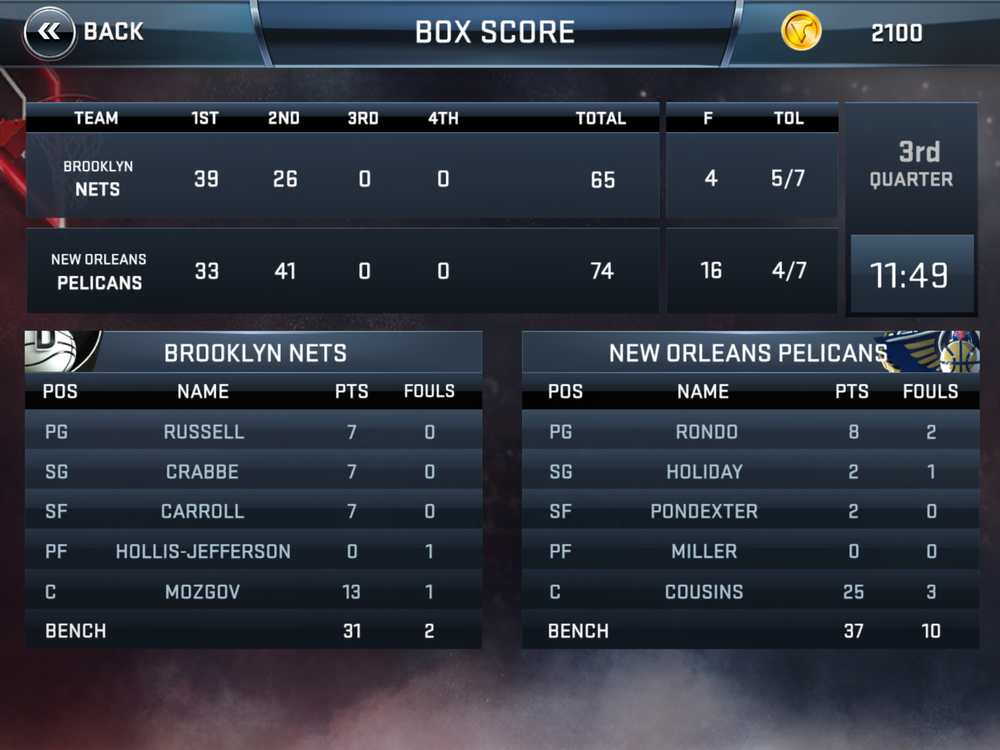 BACK
BOX SCORE
2100
TEAM 1ST 2ND 3RD 4TH TOTAL F TOL
BROOKLYN
NETS
39 26 0 0 65 4 5/7
3rd
QUARTER
NEW ORLEANS
PELICANS
33 41 0 0 74 16 4/7
11:49
BROOKLYN NETS
POS NAME PTS FOULS
PG RUSSELL 7 0
SG CRABBE 7 0
SF CARROLL 7 0
PF HOLLIS-JEFFERSON 0 1
C MOZGOV 13 1
BENCH 31 2
NEW ORLEANS PELICANS
POS NAME PTS FOULS
PG RONDO 8 2
SG HOLIDAY 2 1
SF PONDEXTER 2 0
PF MILLER 0 0
C COUSINS 25 3
BENCH 37 10